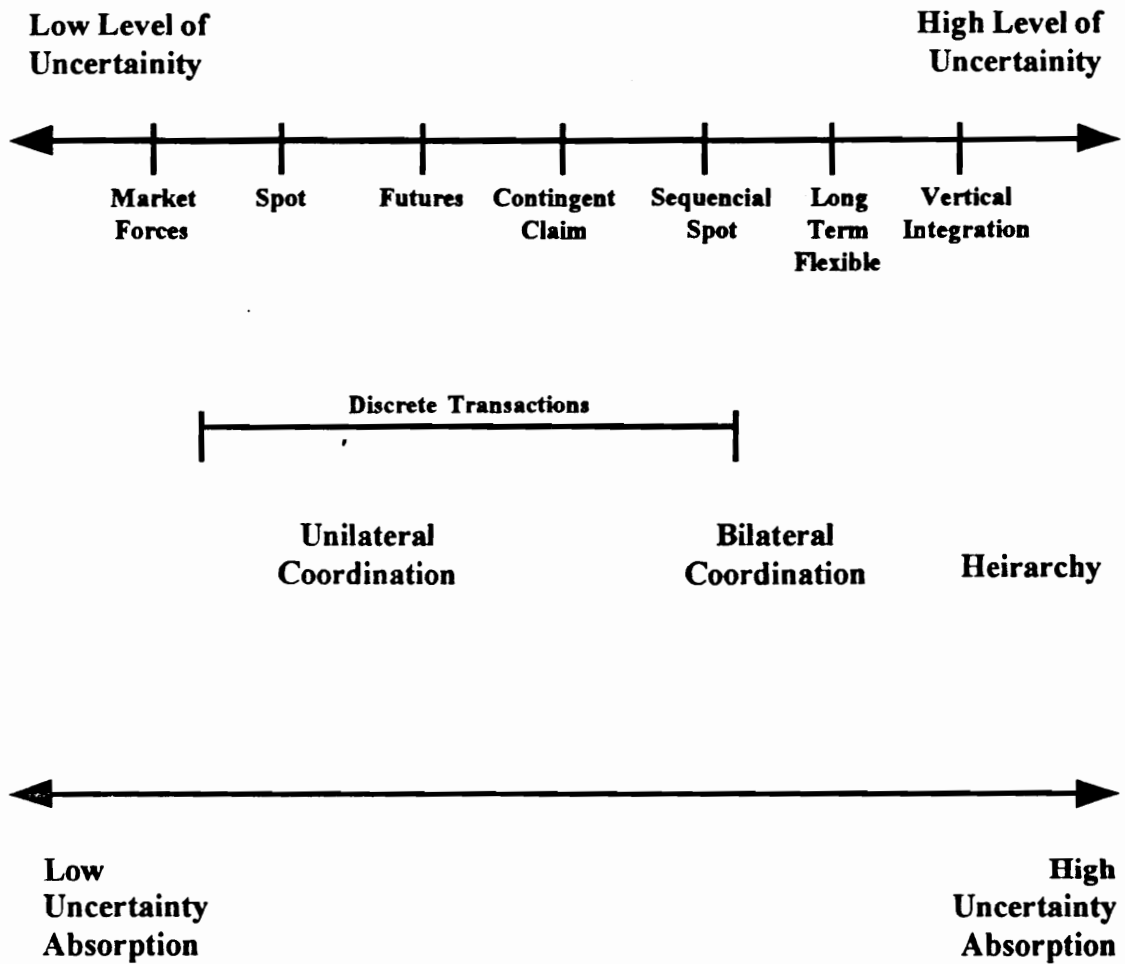 Low Level of
Uncertainity
High Level of
Uncertainity
Market
Forces
Spot
Futures
Contingent
Claim
Sequencial
Spot
Long
Term
Flexible
Vertical
Integration
Discrete Transactions
Unilateral
Coordination
Bilateral
Coordination
Heirarchy
Low
Uncertainty
Absorption
High
Uncertainty
Absorption